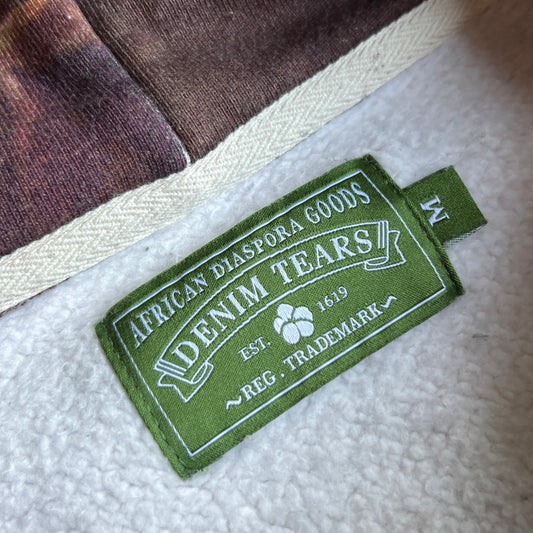 AFRICAN DIASPORA GOODS
DENIM TEARS
EST. 1619
~REG. TRADEMARK~
M